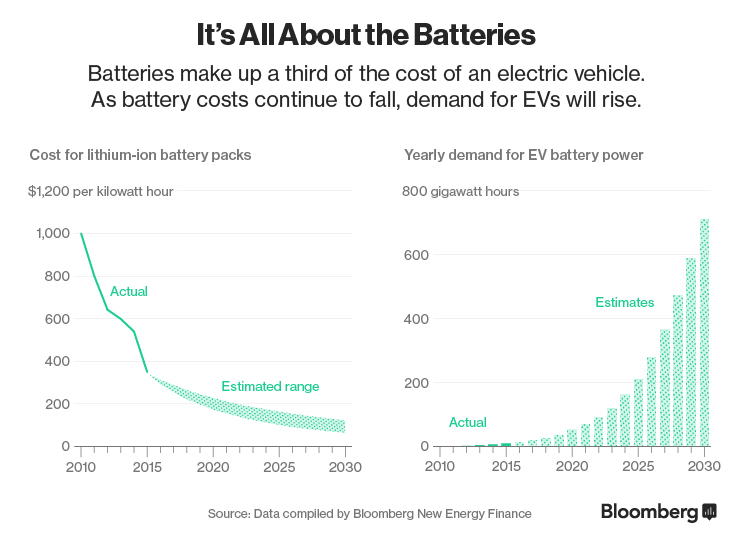 It's All About the Batteries
Batteries make up a third of the cost of an electric vehicle.
As battery costs continue to fall, demand for EVs will rise.
Cost for lithium-ion battery packs
$1,200 per kilowatt hour
1,000
800
600
400
200
0
Actual
Estimated range
2010 2015 2020 2025 2030
Yearly demand for EV battery power
800 gigawatt hours
600
400
200
0
Estimates
Actual
2010 2015 2020 2025 2030
Source: Data compiled by Bloomberg New Energy Finance
Bloomberg